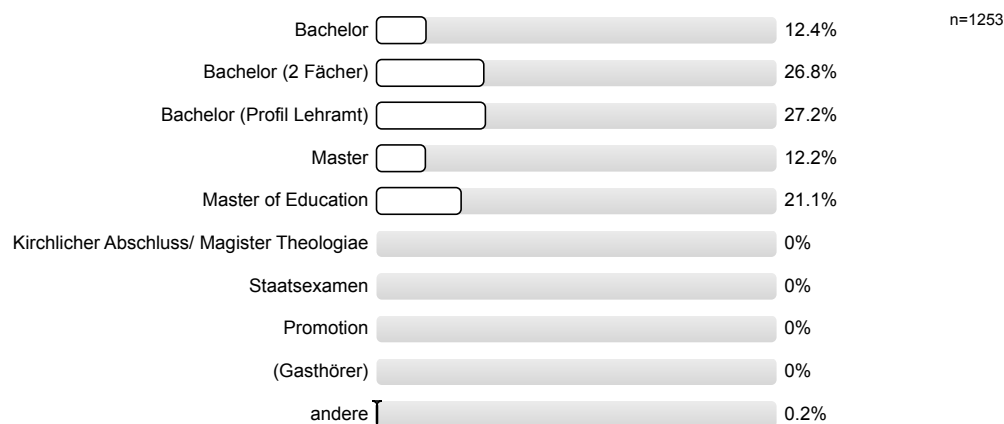 n=1253
Bachelor 12.4%
Bachelor (2 Fächer) 26.8%
Bachelor (Profil Lehramt) 27.2%
Master 12.2%
Master of Education 21.1%
Kirchlicher Abschluss/ Magister Theologiae 0%
Staatsexamen 0%
Promotion 0%
(Gasthörer) 0%
andere 0.2%